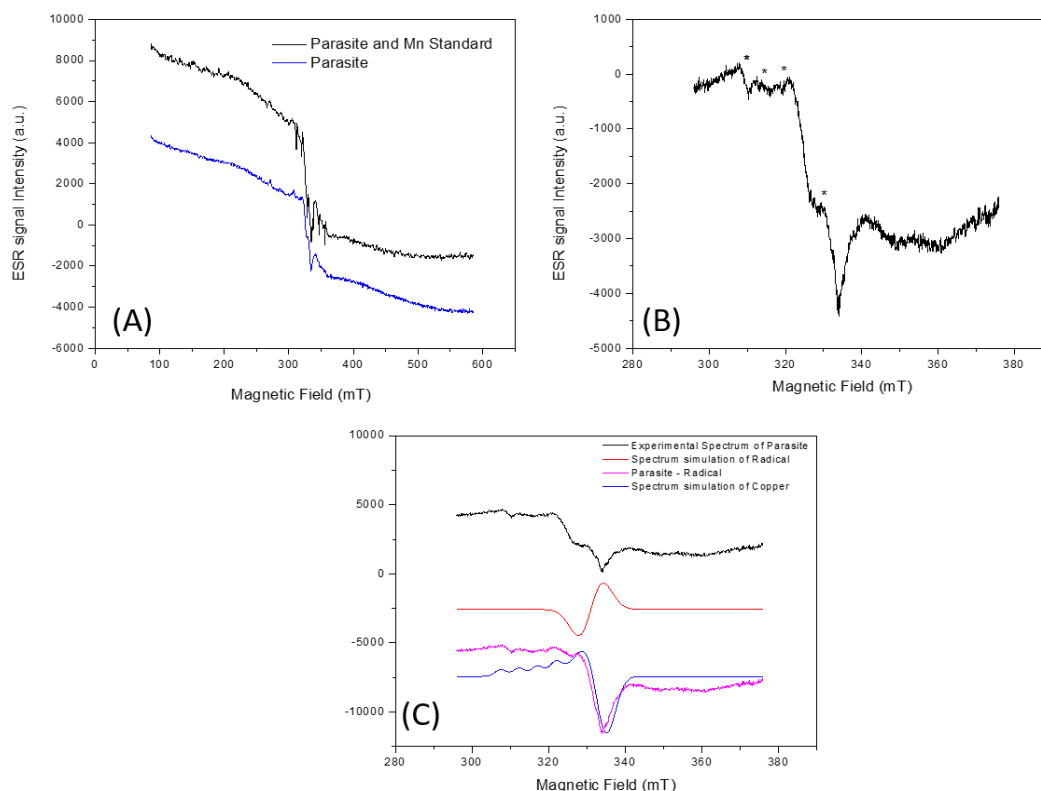 10000
8000
6000
4000
2000
0
-2000
-4000
-6000
0
100
200
300
400
500
600
ESR signal Intensity (a.u.)
Magnetic Field (mT)
Parasite and Mn Standard
Parasite
(A)
1000
0
-1000
-2000
-3000
-4000
-5000
300
320
340
360
380
ESR signal Intensity (a.u.)
Magnetic Field (mT)
* * * *
(B)
10000
5000
0
-5000
-10000
280
300
320
340
360
380
ESR signal Intensity (a.u.)
Magnetic Field (mT)
Experimental Spectrum of Parasite
Spectrum simulation of Radical
Parasite - Radical
Spectrum simulation of Copper
(C)